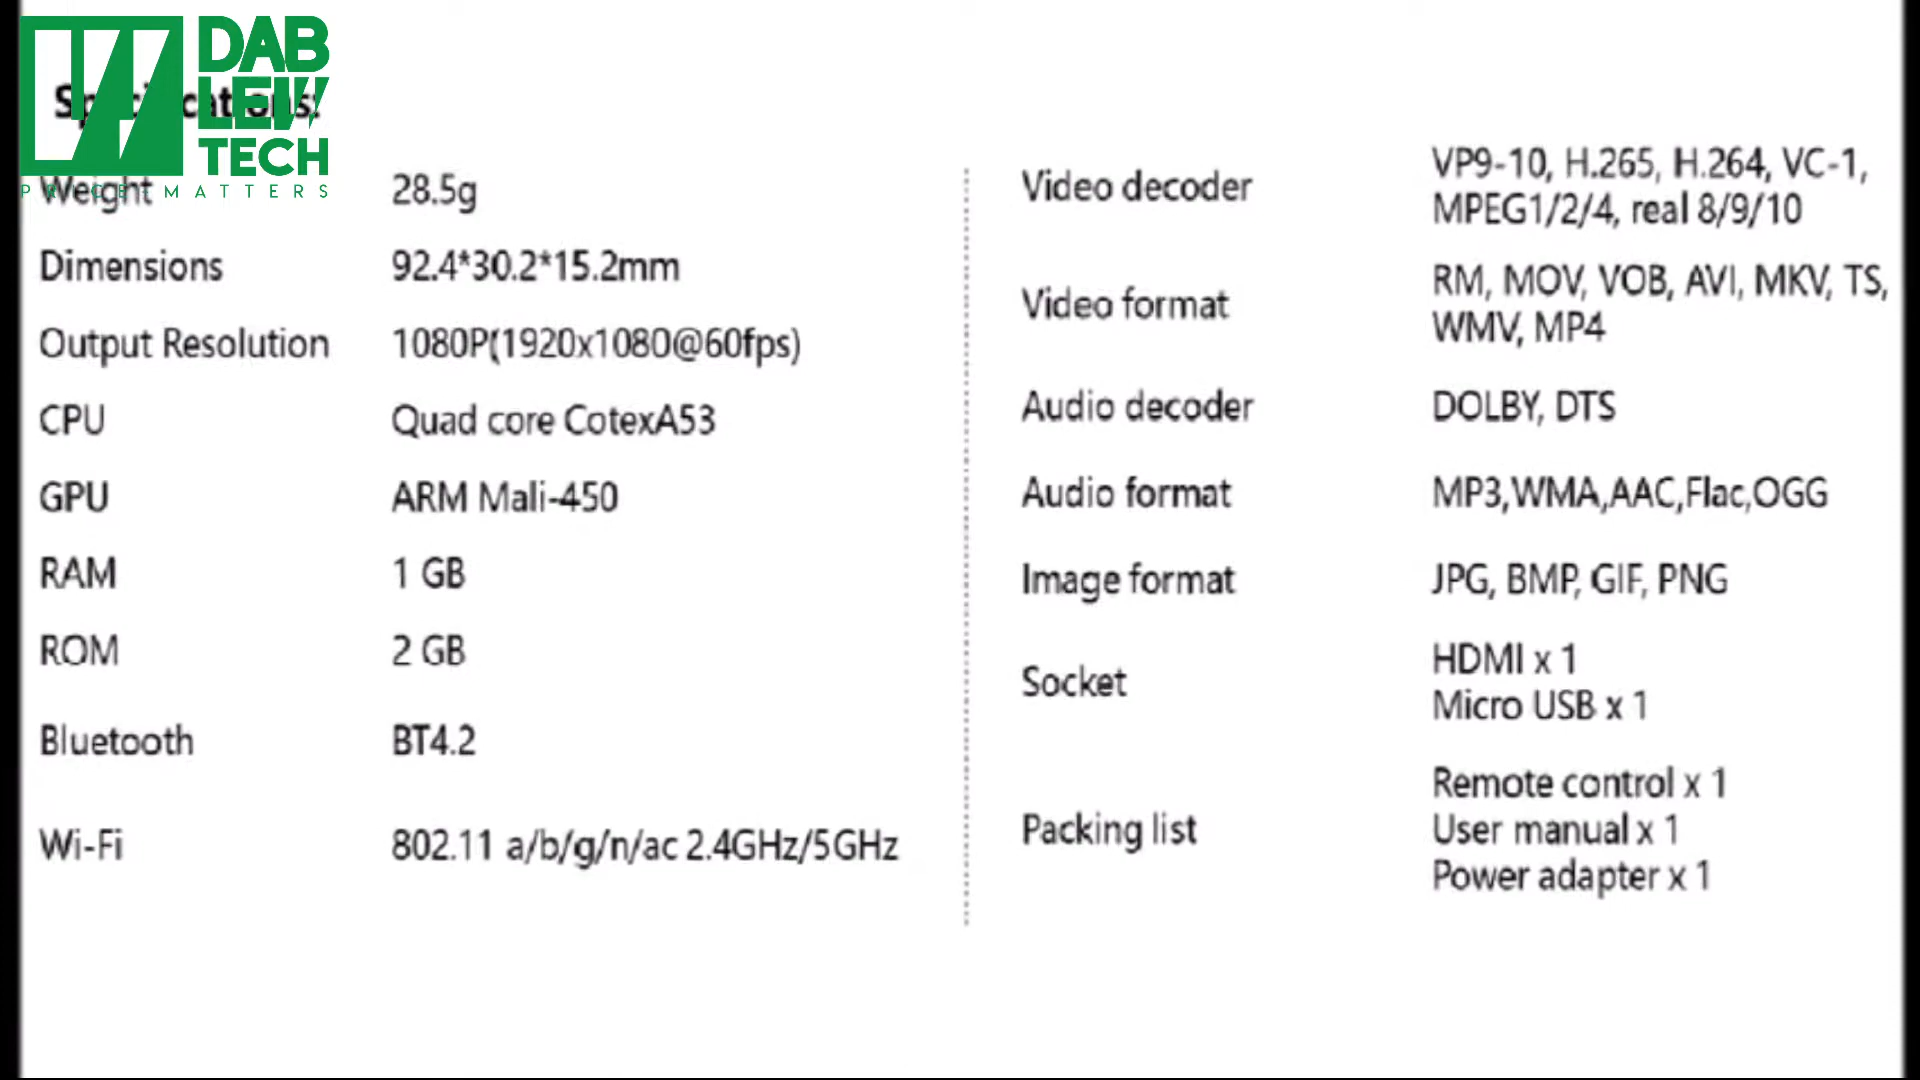 DAB
LEW
TECH
PRICE MATTERS
Specifications:
Weight 28.5g
Dimensions 92.4*30.2*15.2mm
Output Resolution 1080P(1920x1080@60fps)
CPU Quad core CotexA53
GPU ARM Mali-450
RAM 1 GB
ROM 2 GB
Bluetooth BT4.2
Wi-Fi 802.11 a/b/g/n/ac 2.4GHz/5GHz
Video decoder VP9-10, H.265, H.264, VC-1,
MPEG1/2/4, real 8/9/10
Video format RM, MOV, VOB, AVI, MKV, TS,
WMV, MP4
Audio decoder DOLBY, DTS
Audio format MP3,WMA,AAC,Flac,OGG
Image format JPG, BMP, GIF, PNG
Socket HDMI x 1
Micro USB x 1
Packing list Remote control x 1
User manual x 1
Power adapter x 1